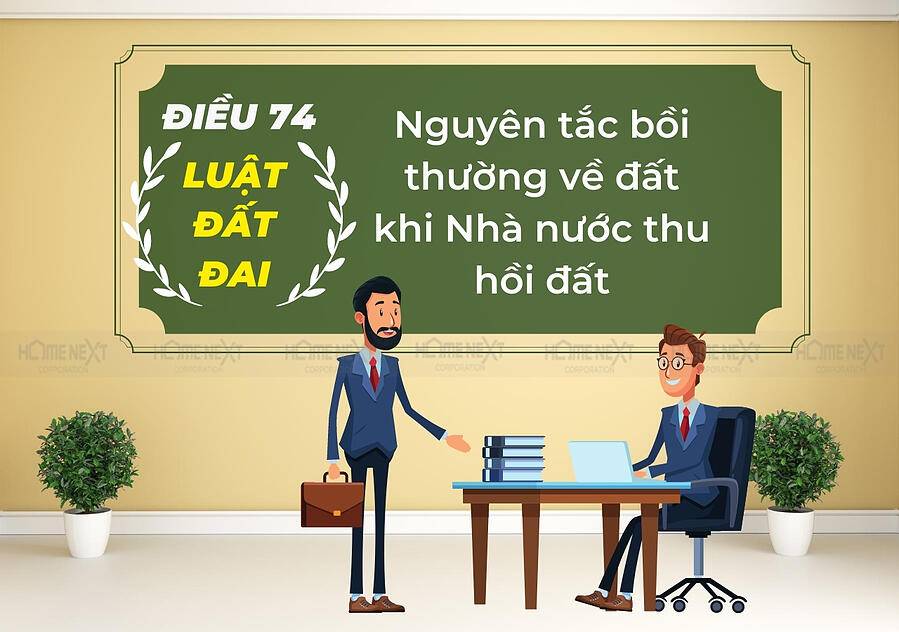 ĐIỀU 74
LUẬT
ĐẤT
ĐAI
Nguyên tắc bồi
thường về đất
khi Nhà nước thu
hồi đất
HOME NEXT HOME NEXT HOME NEXT HOME NEXT HOME NEXT HOME NEXT HOME NEXT
CORPORATION CORPORATION CORPORATION CORPORATION CORPORATION CORPORATION CORPORATION